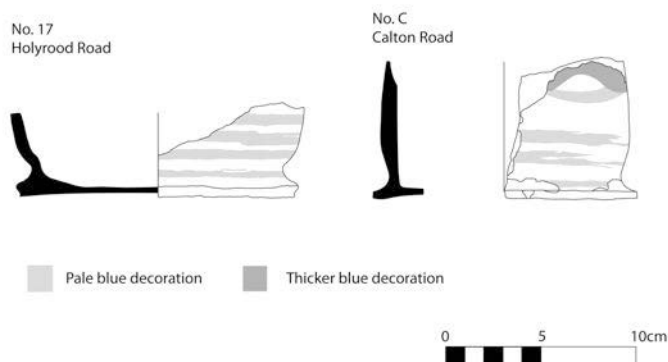 No. 17
Holyrood Road
No. C
Calton Road
Pale blue decoration
Thicker blue decoration
0 5 10cm